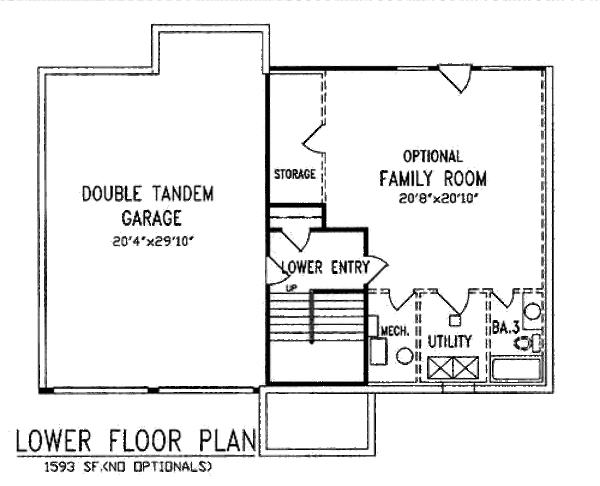 OPTIONAL
FAMILY ROOM
20'8"x20'10"
STORAGE
DOUBLE TANDEM
GARAGE
20'4"x29'10"
LOWER ENTRY
UP
MECH.
UTILITY
BA.3
LOWER FLOOR PLAN
1593 SF.(NO OPTIONALS)